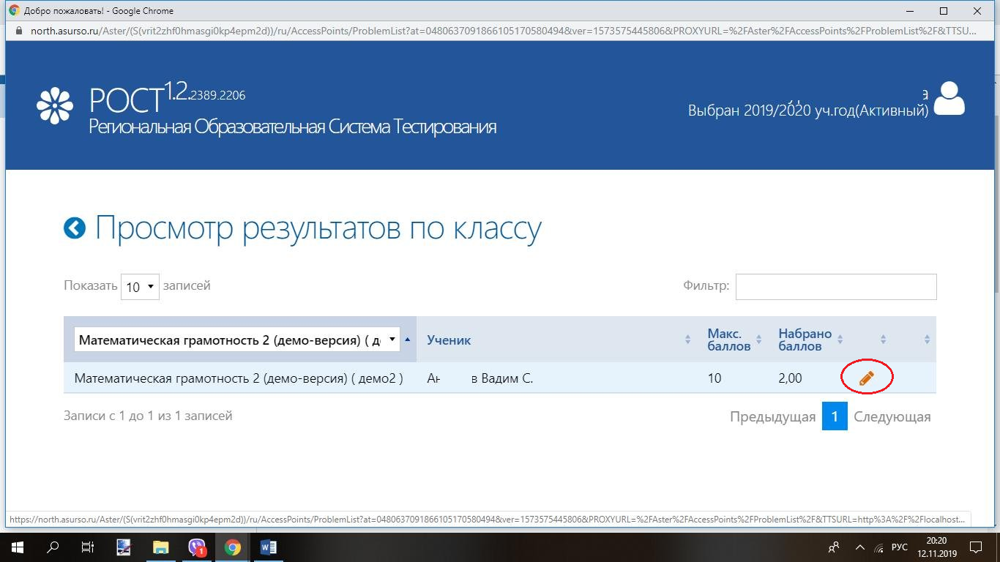 Добро пожаловать! - Google Chrome
north.asurso.ru/Aster/(S(vrit2zhf0hmasgi0kp4epm2d))/ru/AccessPoints/ProblemList?at=048063709186610517058​0494&ver=1573575445806&PROXYURL=%2FAster%2FAccessPoints%2FProblemList%2F&TTSU...
РОСТ1.2.2389.2206
Региональная Образовательная Система Тестирования
а
Выбран 2019/2020 уч.год(Активный)
Просмотр результатов по классу
Показать 10 записей
Фильтр:
Математическая грамотность 2 (демо-версия) ( д
Ученик
Макс. баллов
Набрано баллов
Математическая грамотность 2 (демо-версия) ( демо2 ) Ан в Вадим С. 10 2,00
Записи с 1 до 1 из 1 записей
Предыдущая 1 Следующая
https://north.asurso.ru/Aster/(S(vrit2zhf0hmasgi0kp4epm2d))/ru/AccessPoints/ProblemList?at=0480637091866105170580494&ver=1573575445806&PROXYURL=%2FAster%2FAccessPoints%2FProblemList%2F&TTSURL=http%3A%2F%2Flocalhost...
1
РУС
20:20
12.11.2019